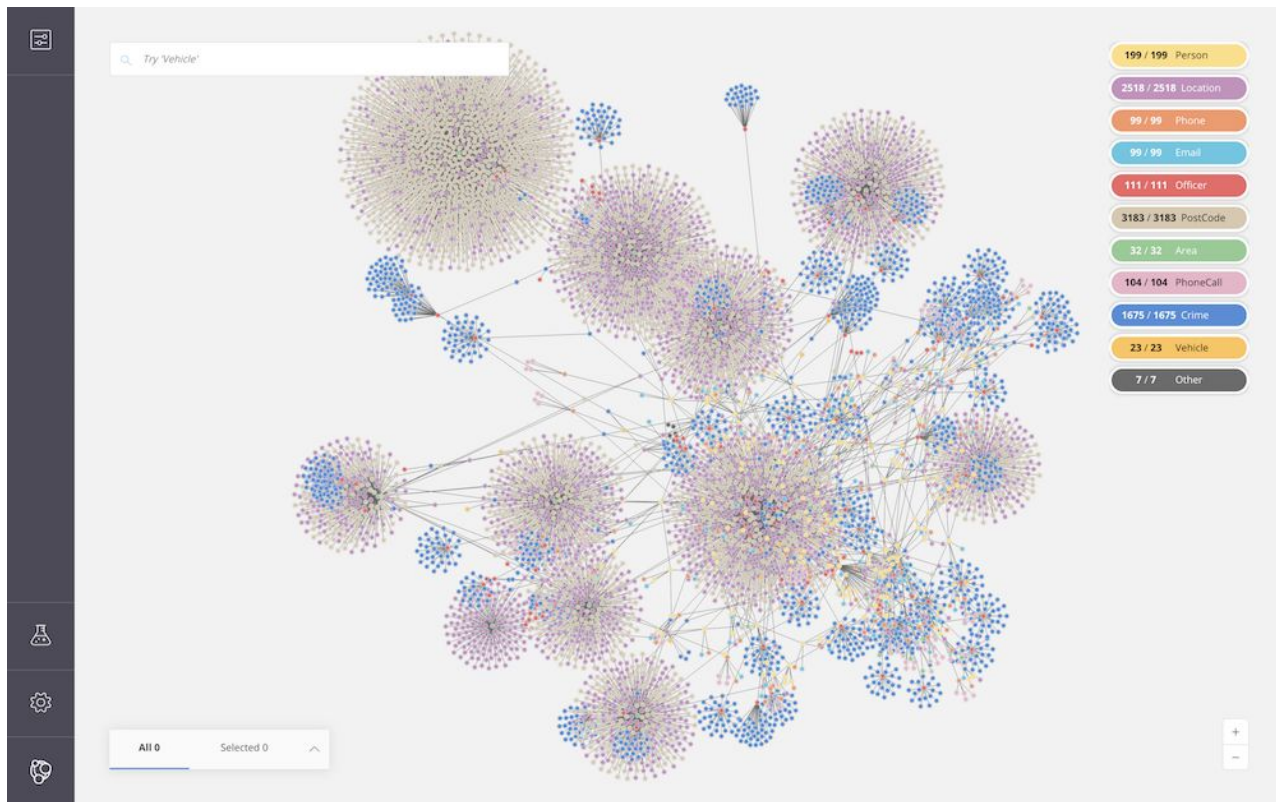 Try 'Vehicle'
199 / 199 Person
2518 / 2518 Location
99 / 99 Phone
99 / 99 Email
111 / 111 Officer
3183 / 3183 PostCode
32 / 32 Area
104 / 104 PhoneCall
1675 / 1675 Crime
23 / 23 Vehicle
7 / 7 Other
All 0 Selected 0
+
−